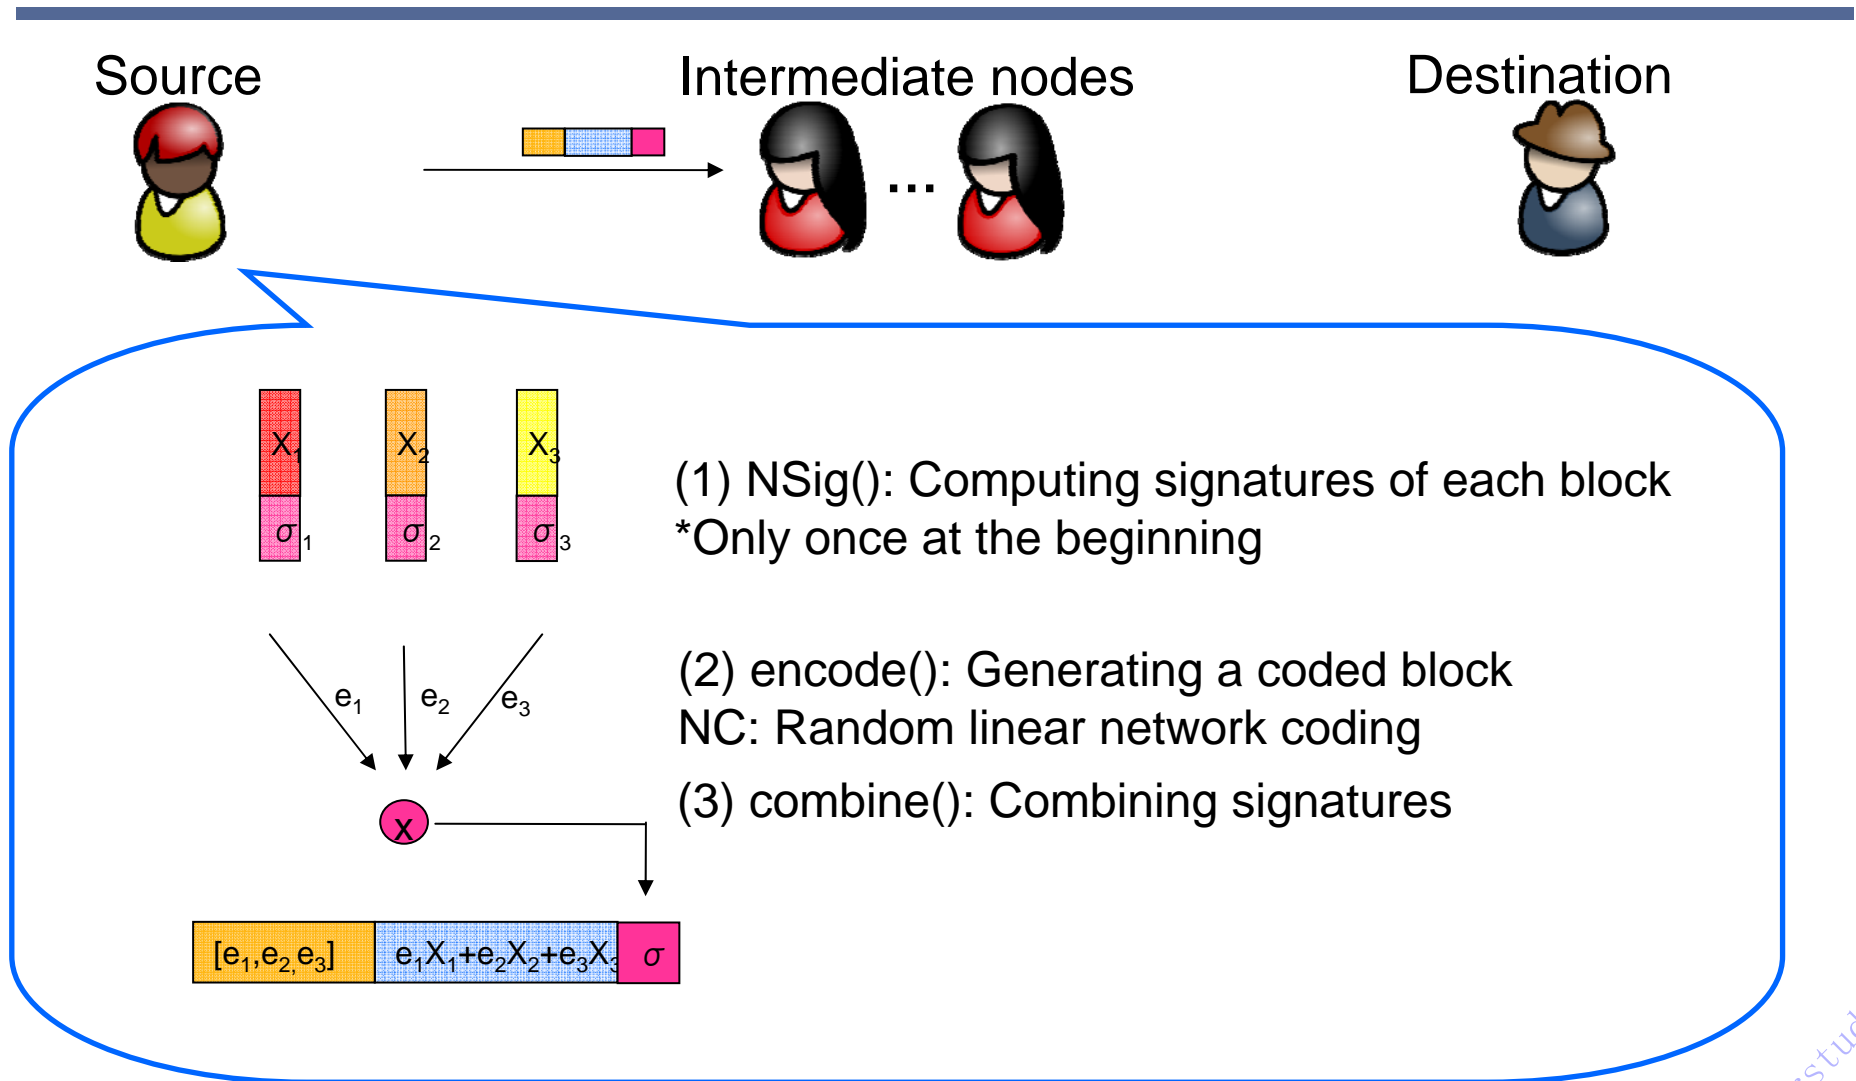 Source
Intermediate nodes
Destination
...
X₁
X₂
X₃
σ₁
σ₂
σ₃
(1) NSig(): Computing signatures of each block
*Only once at the beginning
e₁
e₂
e₃
(2) encode(): Generating a coded block
NC: Random linear network coding
(3) combine(): Combining signatures
x
[e₁,e₂,e₃]
e₁X₁+e₂X₂+e₃X₃
σ